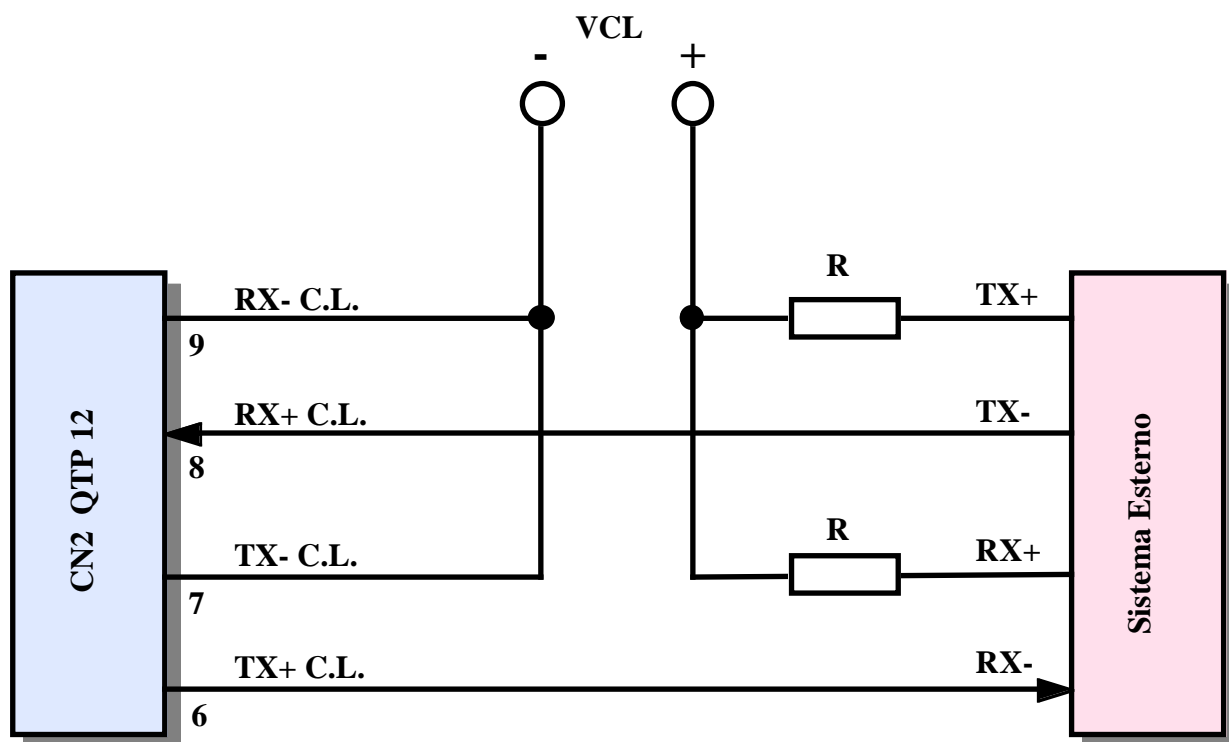 VCL
- +
R
RX- C.L. TX+
9
RX+ C.L. TX-
8
R
TX- C.L. RX+
7
TX+ C.L. RX-
6
CN2 QTP 12
Sistema Esterno